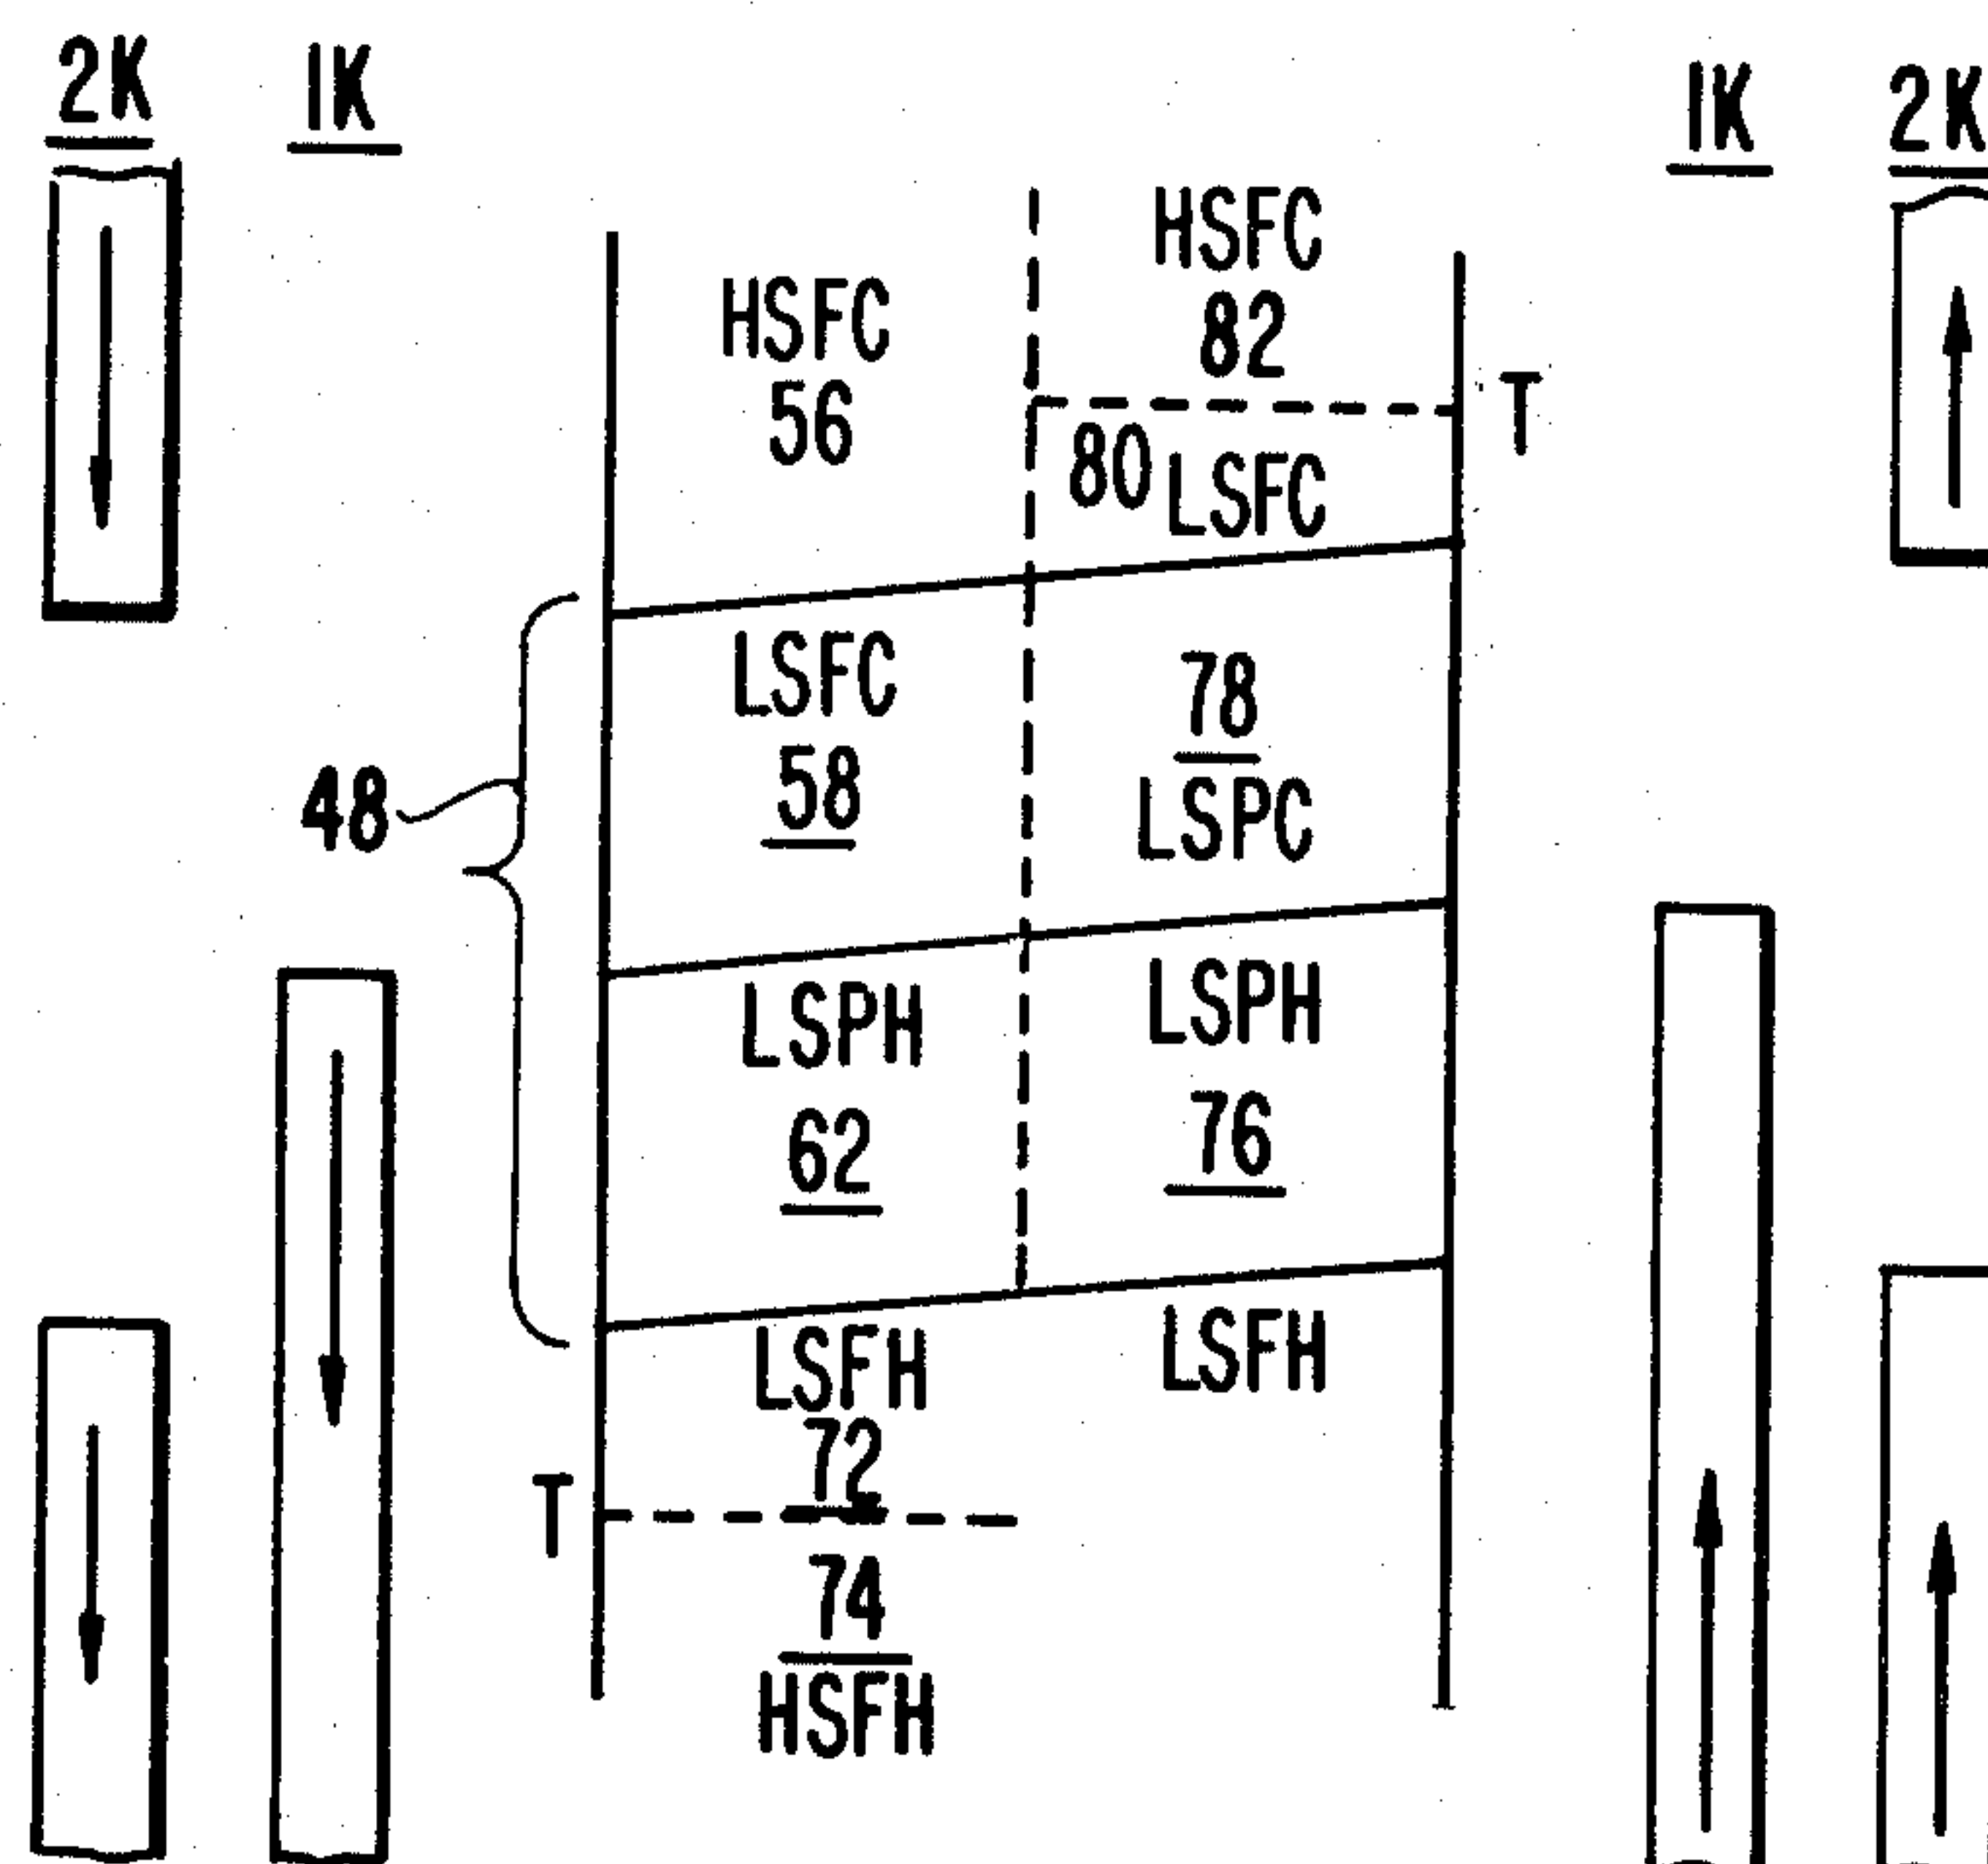 2K
1K
1K
2K
HSFC
82
HSFC
56
T
80 LSFC
LSFC
58
78
LSPC
48
LSPH
62
LSPH
76
LSFH
72
LSFH
T
74
HSFH